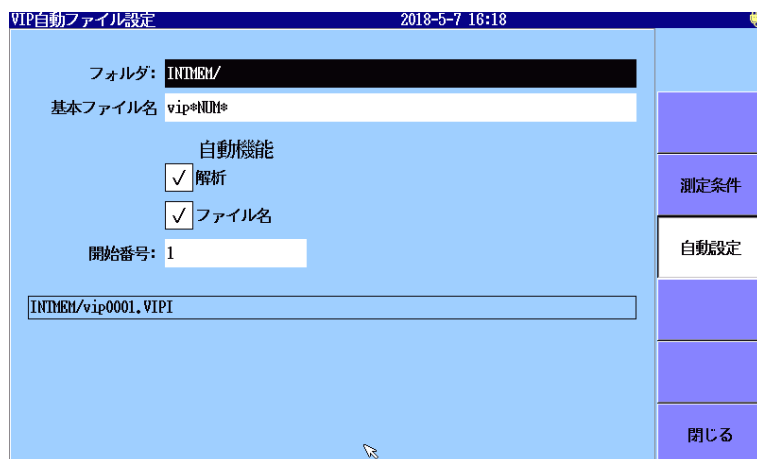 VIP自動ファイル設定 2018-5-7 16:18
フォルダ: INTMEM/
基本ファイル名 vip*NUM*
自動機能
✓ 解析
✓ ファイル名
開始番号: 1
INTMEM/vip0001.VIPI
測定条件
自動設定
閉じる